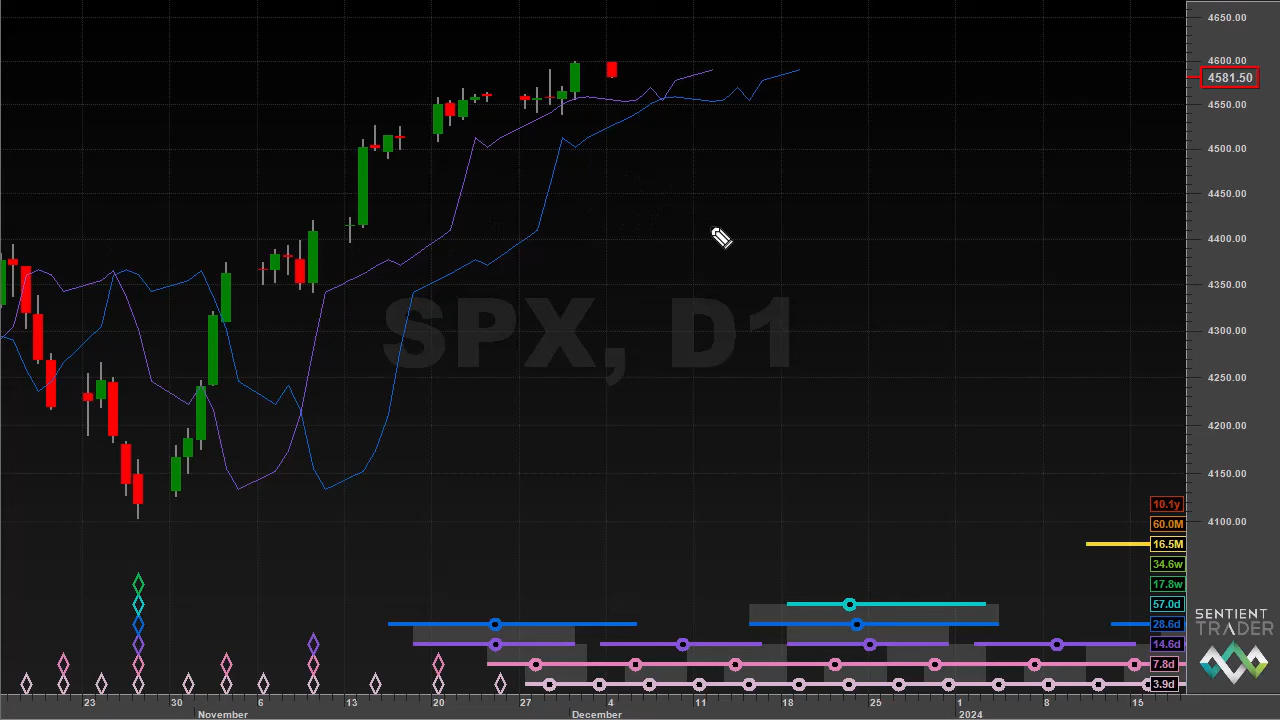 4650.00
4600.00
4581.50
4550.00
4500.00
4450.00
4400.00
4350.00
SPX, D1
4300.00
4250.00
4200.00
4150.00
10.1y
4100.00
60.0M
16.5M
34.6w
17.8w
57.0d
SENTIENT
28.6d
TRADER
14.6d
7.8d
3.9d
23 30 6 13 20 27 4 11 18 25 1 8 15
November December 2024